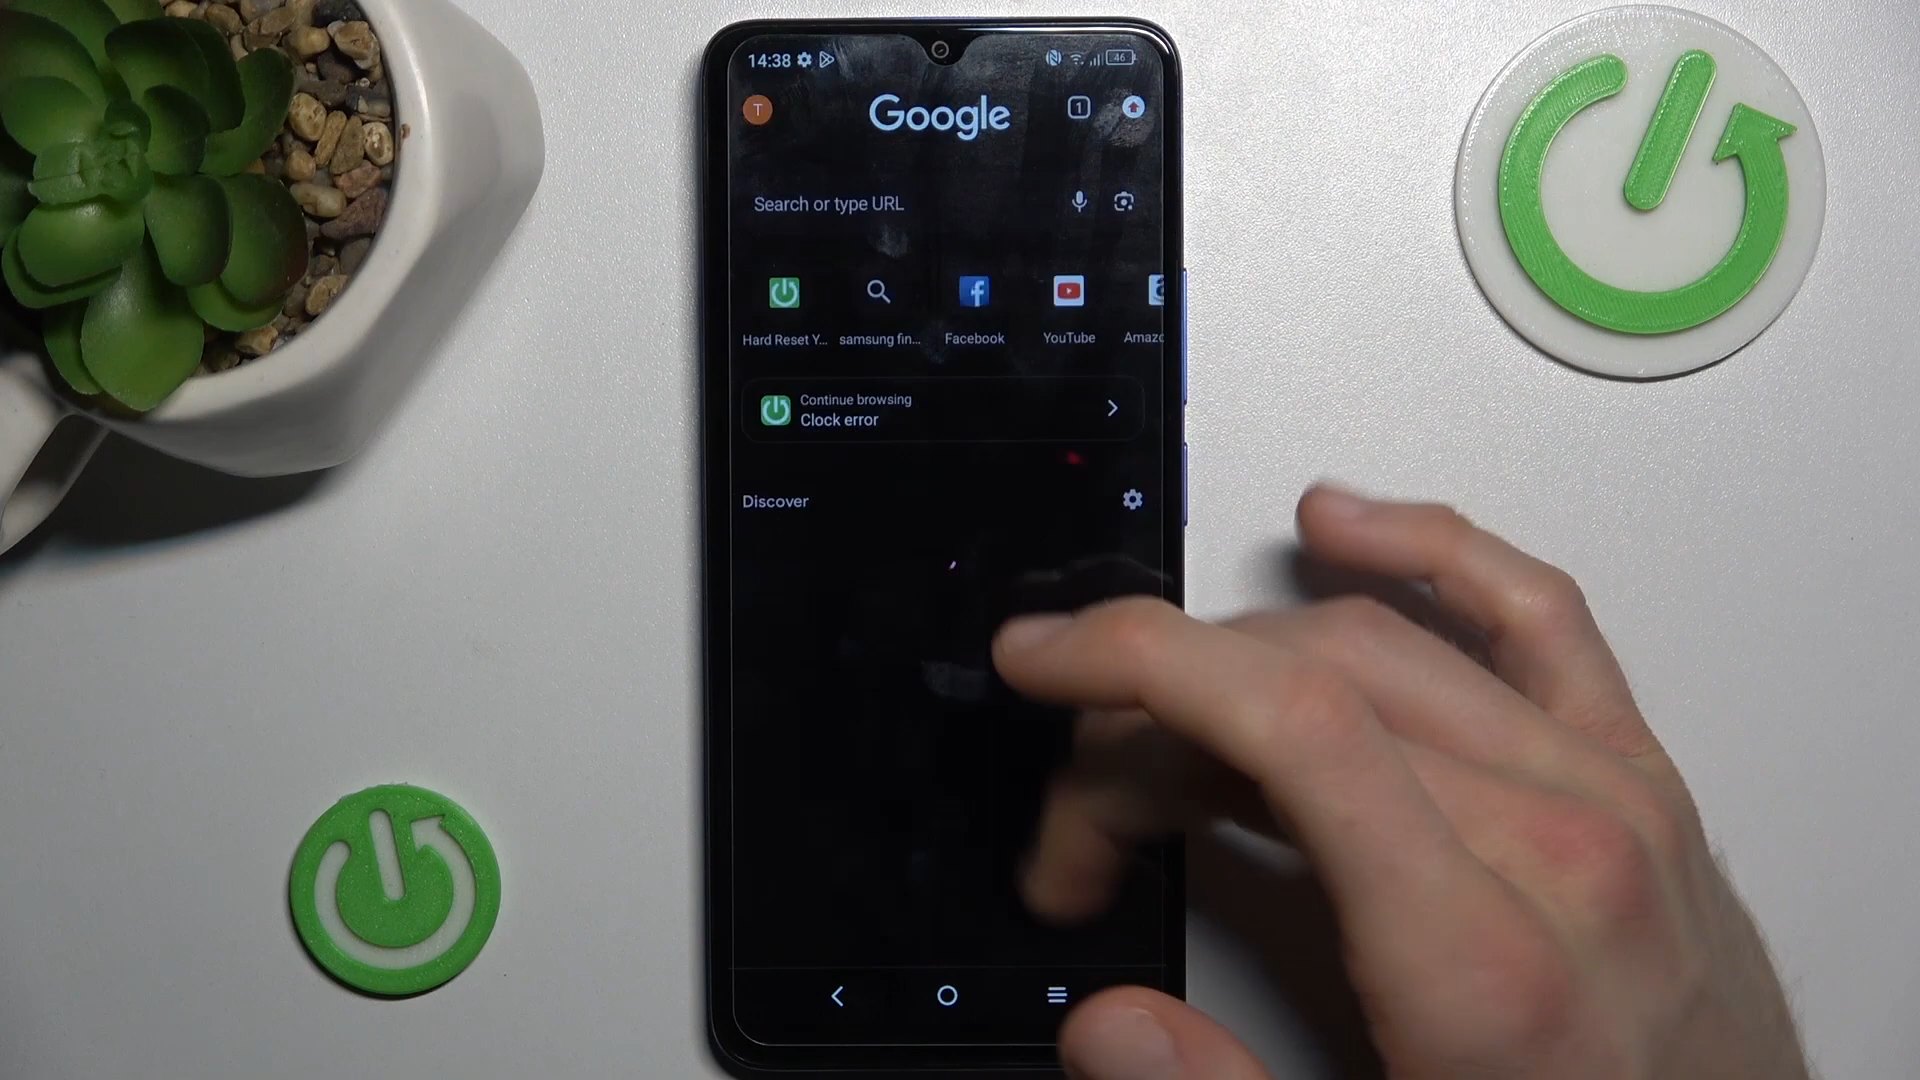 14:38
46
T
Google
1
Search or type URL
Hard Reset Y...
samsung fin...
Facebook
YouTube
Amazo
Continue browsing
Clock error
Discover